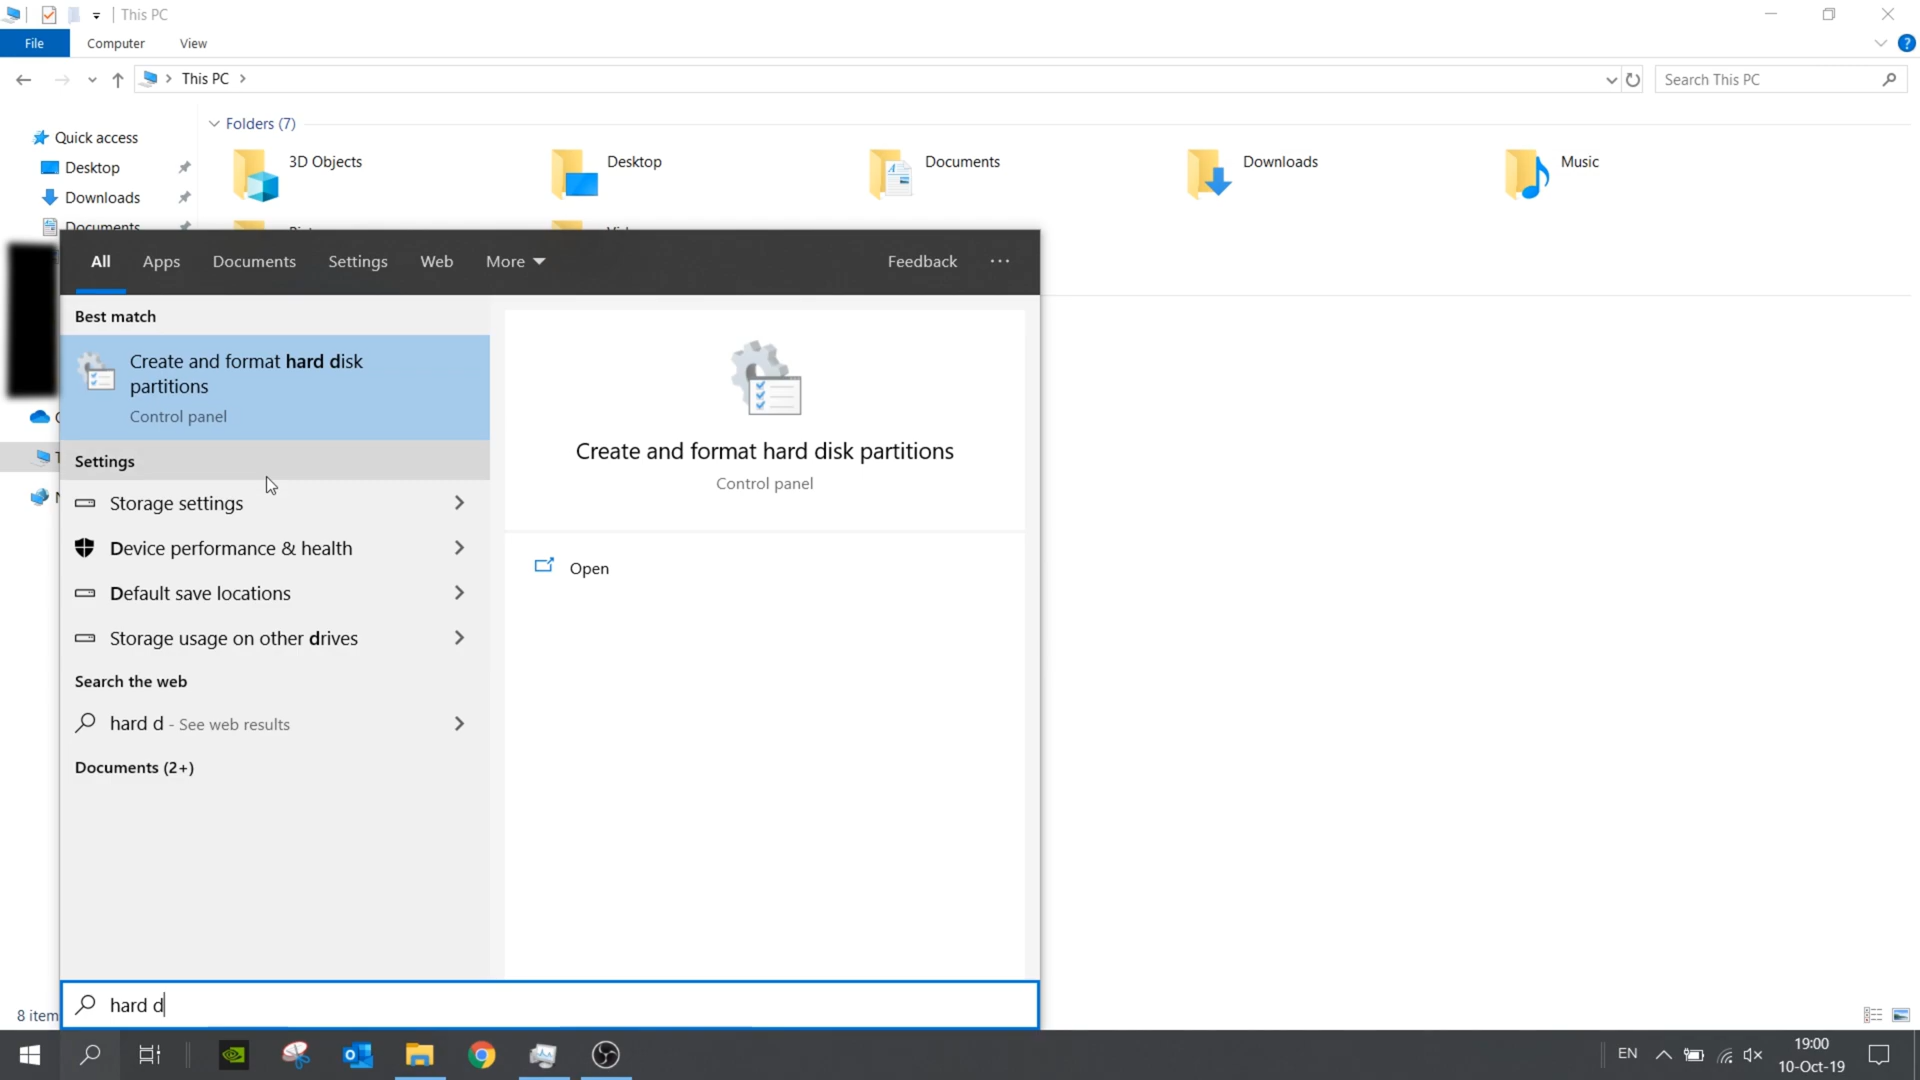 This PC
File Computer View
This PC
Search This PC
Quick access
Desktop
Downloads
Documents
Folders (7)
3D Objects
Desktop
Documents
Downloads
Music
All Apps Documents Settings Web More Feedback
Best match
Create and format hard disk
partitions
Control panel
Settings
Storage settings
Device performance & health
Default save locations
Storage usage on other drives
Search the web
hard d - See web results
Documents (2+)
Create and format hard disk partitions
Control panel
Open
hard d
8 item
EN
19:00
10-Oct-19